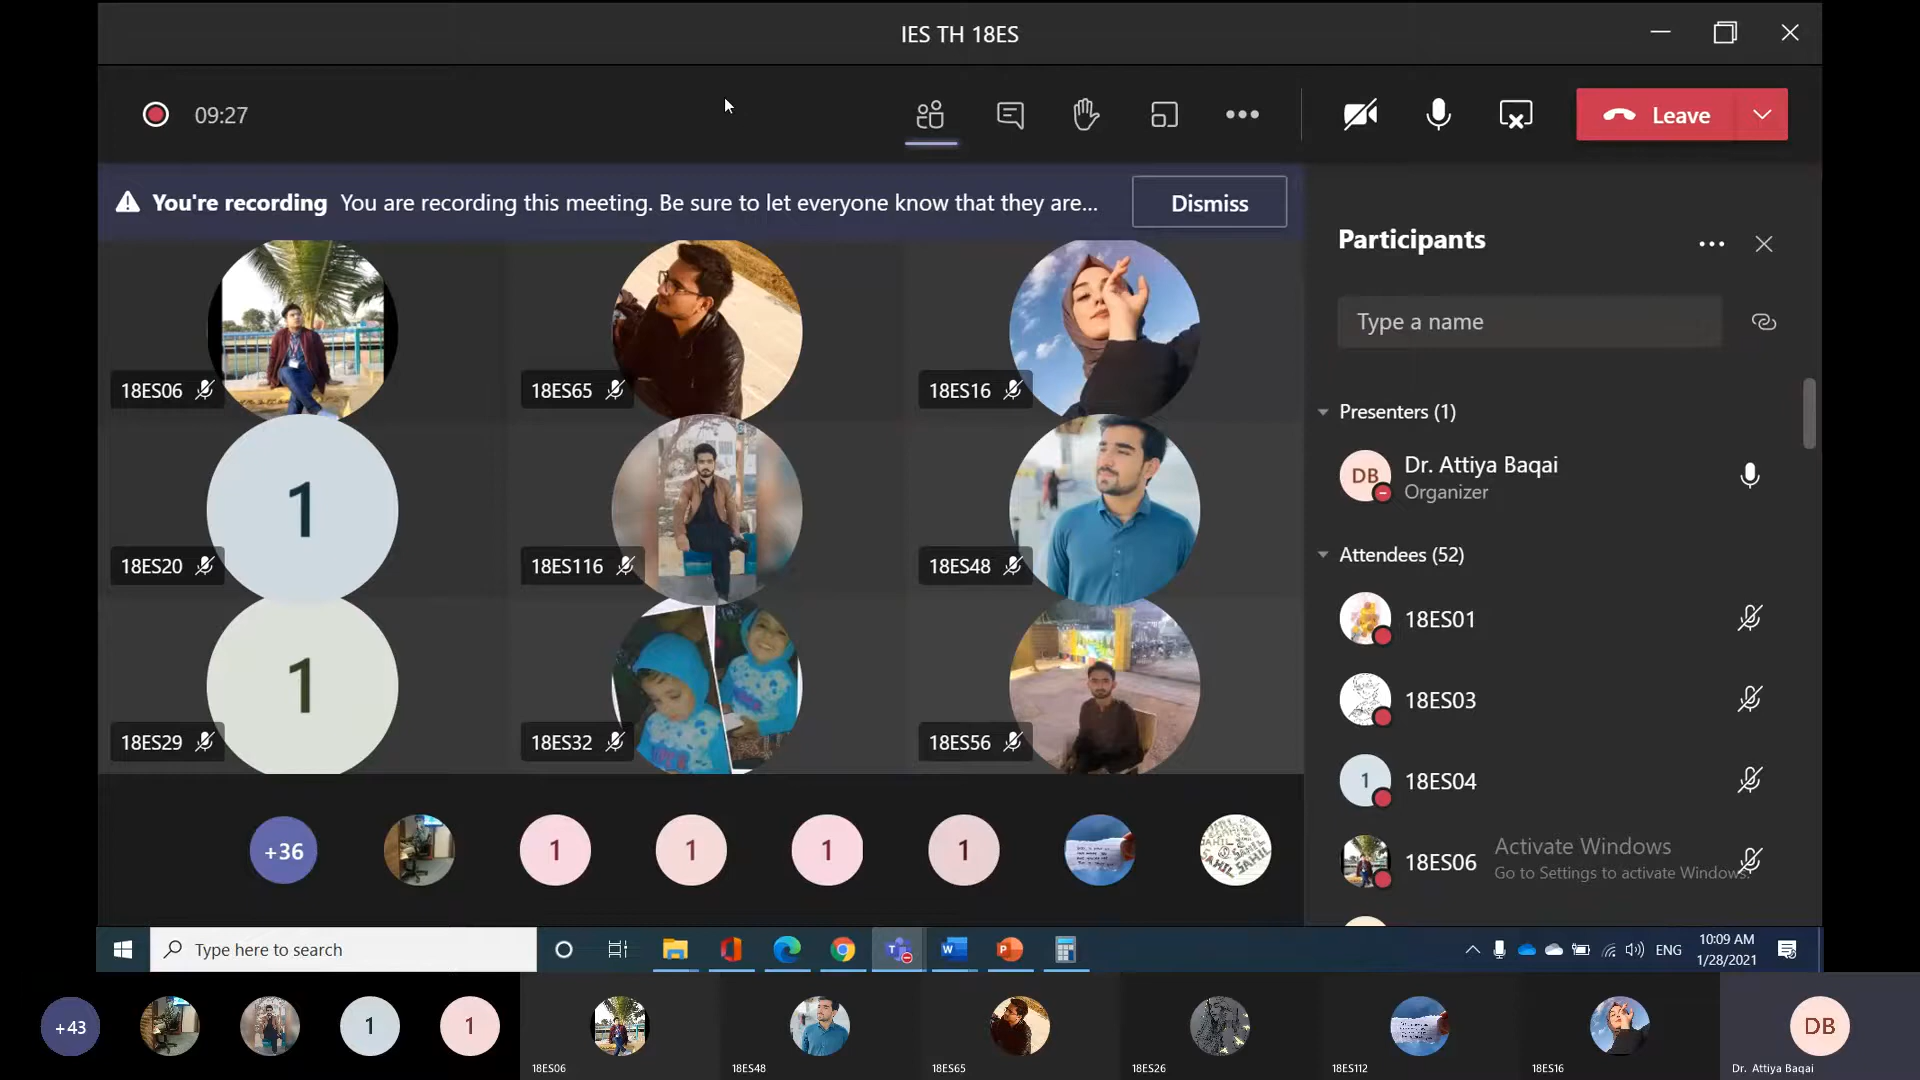 IES TH 18ES
09:27
Leave
You're recording You are recording this meeting. Be sure to let everyone know that they are...
Dismiss
Participants
Type a name
Presenters (1)
DB
Dr. Attiya Baqai
Organizer
Attendees (52)
18ES01
18ES03
1
18ES04
18ES06
Activate Windows
Go to Settings to activate Windows.
18ES06
18ES65
18ES16
1
18ES20
18ES116
18ES48
1
18ES29
18ES32
18ES56
+36
1
1
1
1
SAHIL
Type here to search
ENG
10:09 AM
1/28/2021
+43
1
1
18ES06
18ES48
18ES65
18ES26
18ES112
18ES16
DB
Dr. Attiya Baqai